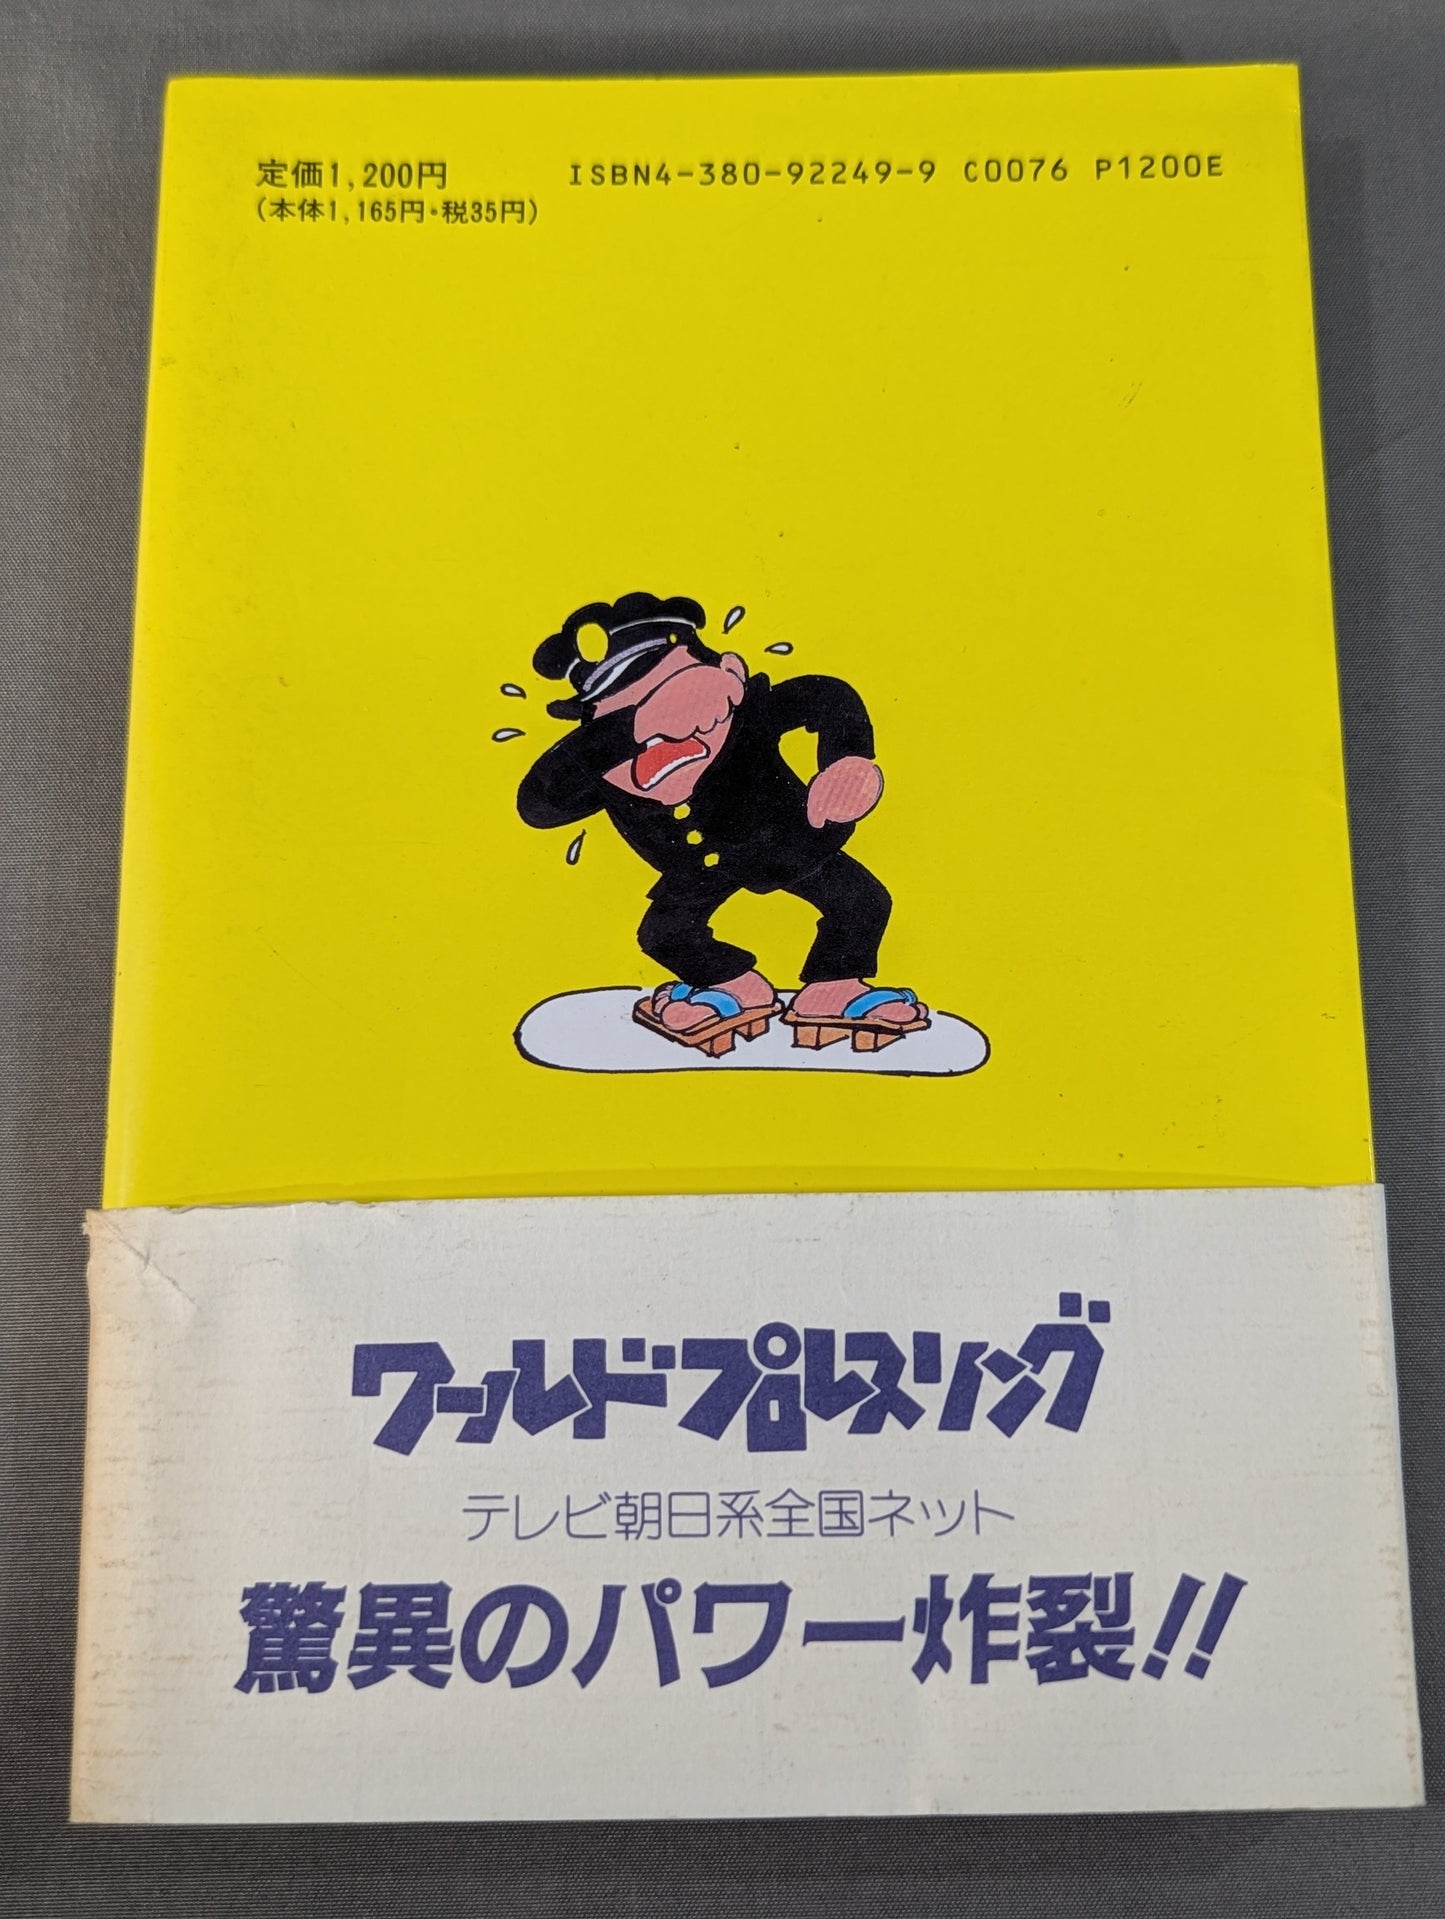 定価1,200円 ISBN4-380-92249-9 C0076 P1200E
(本体1,165円・税35円)
ワールドプロレスリング
テレビ朝日系全国ネット
驚異のパワー炸裂!!